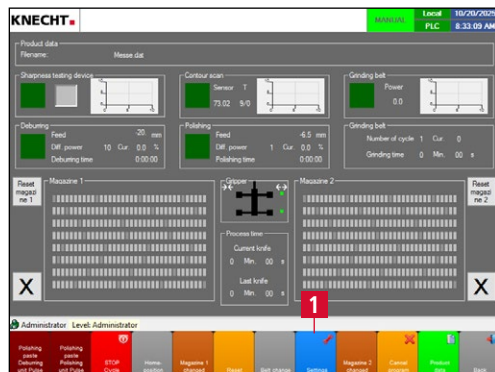 KNECHT
MANUAL
Local 10/20/2025
PLC 8:33:09 AM
Product data
Filename: Messe dat
Sharpness testing device
Contour scan
Sensor T
73.02 9/0
Grinding belt
Power
0.0
Deburring
Feed -20. mm
Diff. power 10 Cur. 0.0 %
Deburring time 0:00:00
Polishing
Feed -6.5 mm
Diff. power 1 Cur. 0.0 %
Polishing time 0:00:00
Grinding belt
Number of cycle 1 Cur. 0
Grinding time 0 Min. 00 s
Reset
magazi
ne 1
Magazine 1
Gripper
Magazine 2
Reset
magazi
ne 2
Process time
Current knife
0 Min. 00 s
Last knife
0 Min. 00 s
X
X
1
Administrator Level: Administrator
Polishing
paste
Deburring
unit Pulse
Polishing
paste
Polishing
unit Pulse
STOP
Cycle
Home-
position
Magazine 1
changed
Reset
Belt change
Settings
Magazine 2
changed
Cancel
program
Product
data
Back